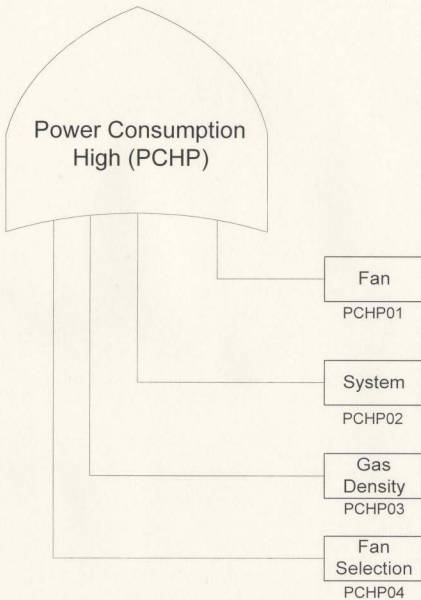 Power Consumption
High (PCHP)
Fan
PCHP01
System
PCHP02
Gas
Density
PCHP03
Fan
Selection
PCHP04